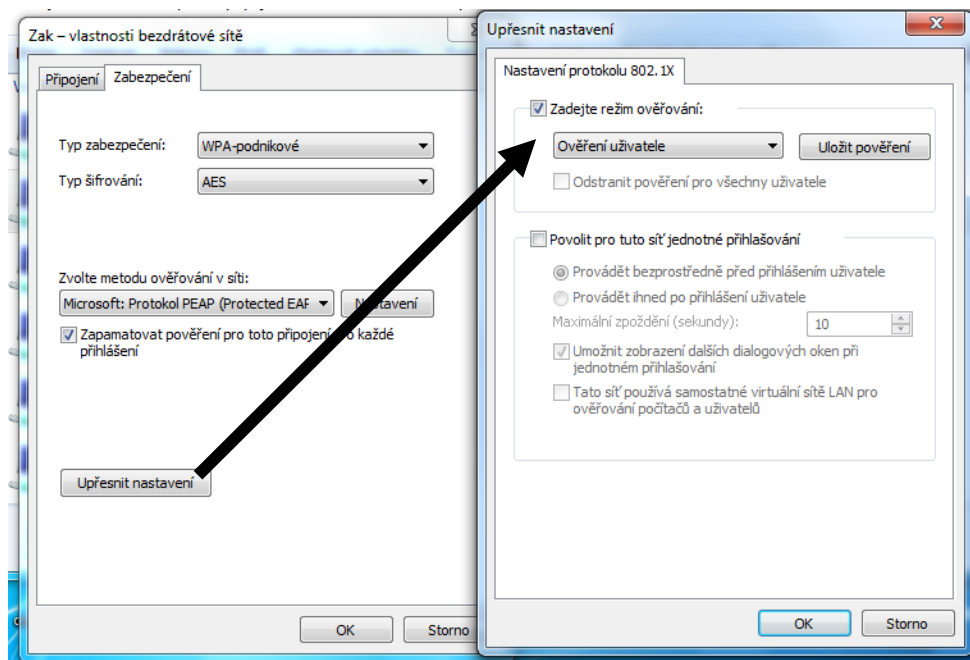 Zak – vlastnosti bezdrátové sítě
Připojení Zabezpečení
Typ zabezpečení: WPA-podnikové
Typ šifrování: AES
Zvolte metodu ověřování v síti:
Microsoft: Protokol PEAP (Protected EAF
Zapamatovat pověření pro toto připojení každé
přihlášení
Upřesnit nastavení
OK Storno
Upřesnit nastavení
Nastavení protokolu 802.1X
Zadejte režim ověřování:
Ověření uživatele Uložit pověření
Odstranit pověření pro všechny uživatele
Povolit pro tuto síť jednotné přihlašování
Provádět bezprostředně před přihlášením uživatele
Provádět ihned po přihlášení uživatele
Maximální zpoždění (sekundy): 10
Umožnit zobrazení dalších dialogových oken při
jednotném přihlašování
Tato síť používá samostatné virtuální sítě LAN pro
ověřování počítačů a uživatelů
OK Storno